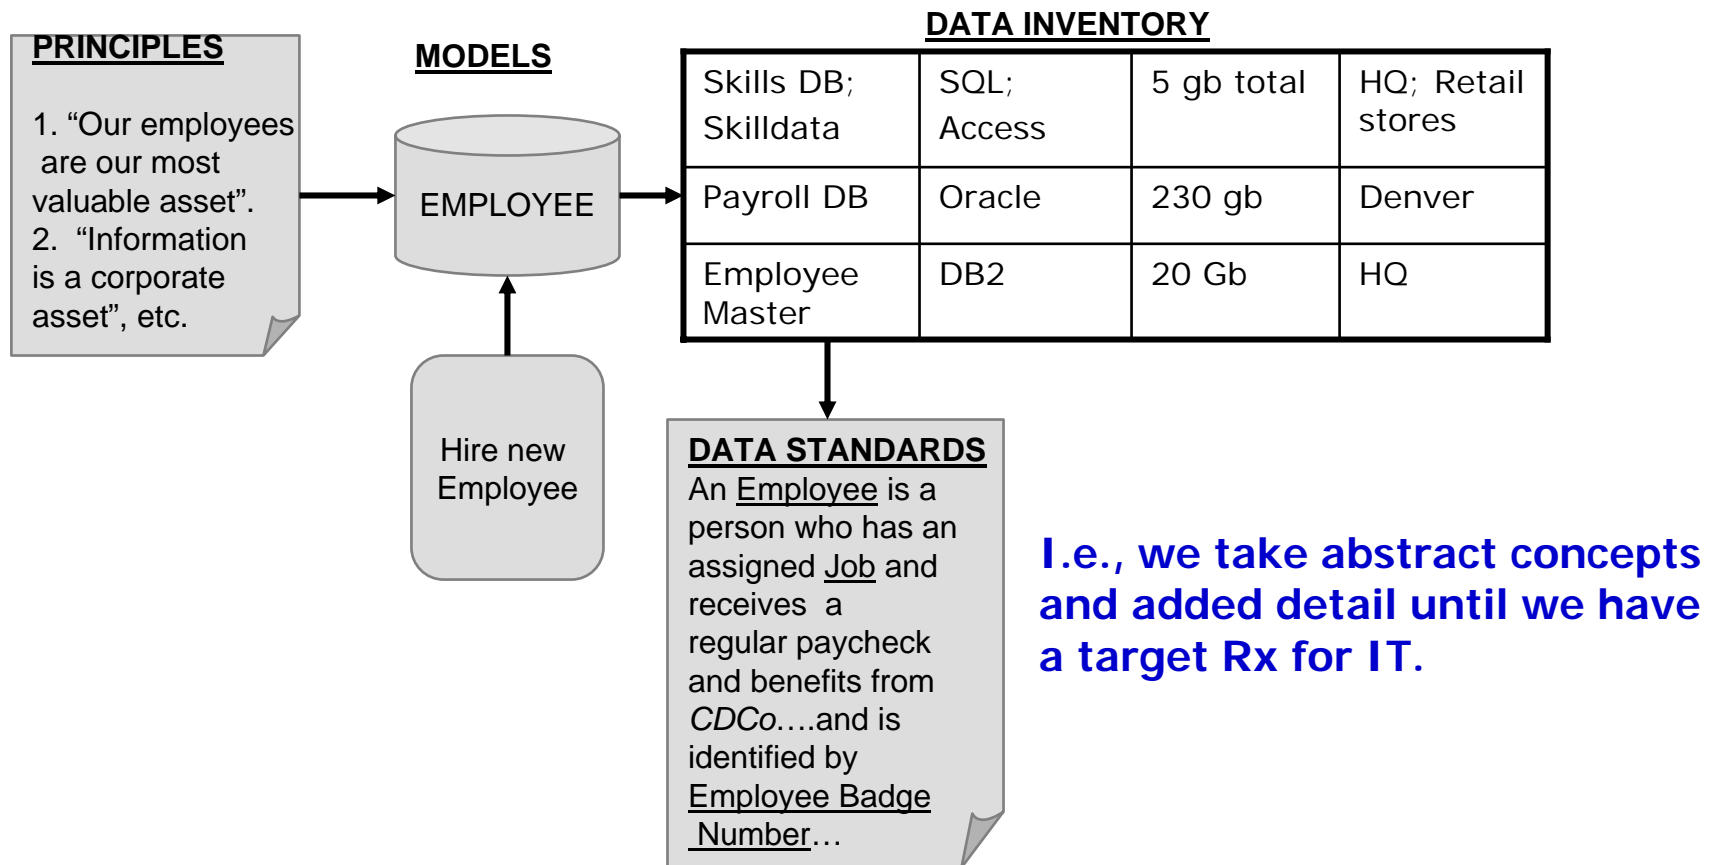 PRINCIPLES
1. “Our employees
are our most
valuable asset”.
2. “Information
is a corporate
asset”, etc.
MODELS
EMPLOYEE
Hire new
Employee
DATA INVENTORY
Skills DB;
Skilldata
SQL;
Access
5 gb total
HQ; Retail
stores
Payroll DB
Oracle
230 gb
Denver
Employee
Master
DB2
20 Gb
HQ
DATA STANDARDS
An Employee is a
person who has an
assigned Job and
receives a
regular paycheck
and benefits from
CDCo….and is
identified by
Employee Badge
Number…
I.e., we take abstract concepts
and added detail until we have
a target Rx for IT.